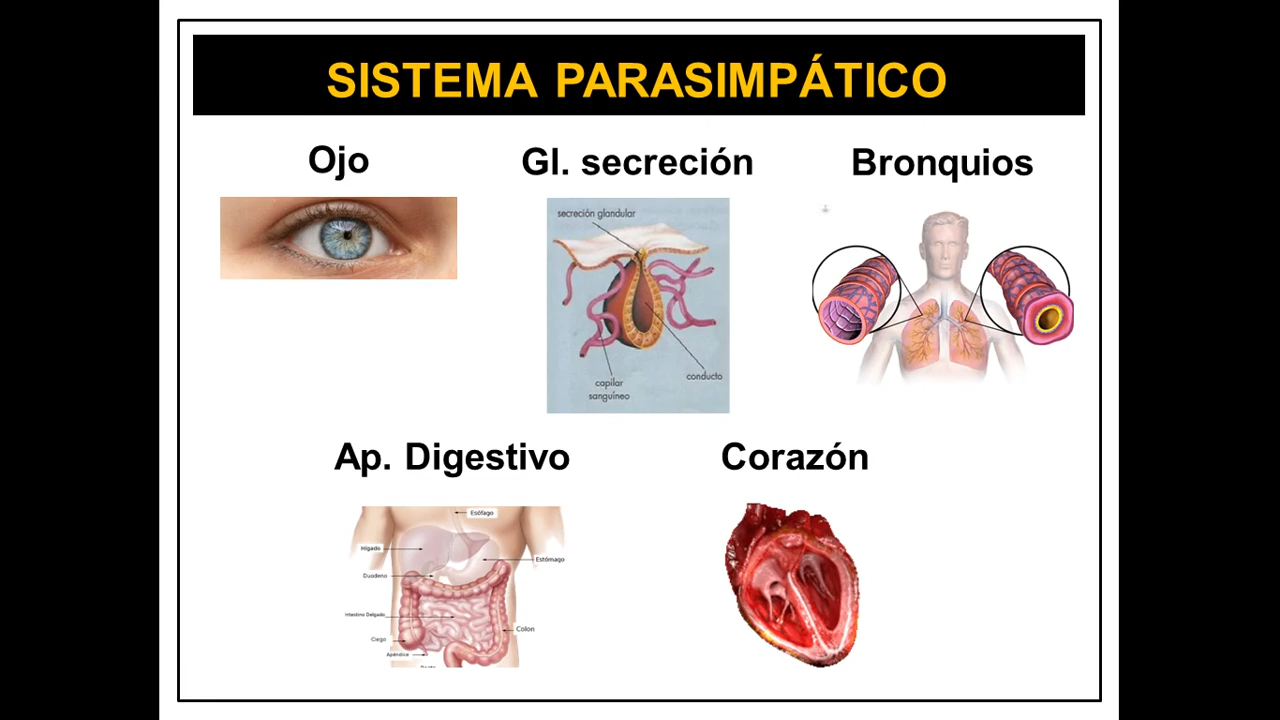 SISTEMA PARASIMPÁTICO
Ojo
Gl. secreción
Bronquios
secreción glandular
conducto
capilar
sanguíneo
Ap. Digestivo
Corazón
Esófago
Hígado
Estómago
Duodeno
Intestino Delgado
Colon
Ciego
Apéndice